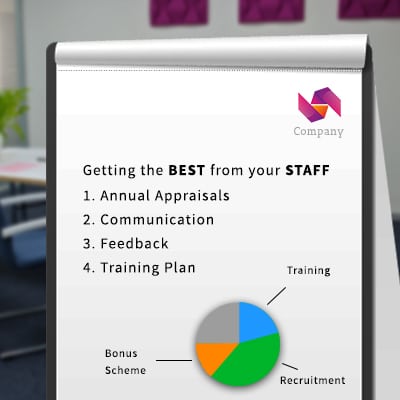 Company
Getting the BEST from your STAFF
1. Annual Appraisals
2. Communication
3. Feedback
4. Training Plan
Training
Bonus
Scheme
Recruitment